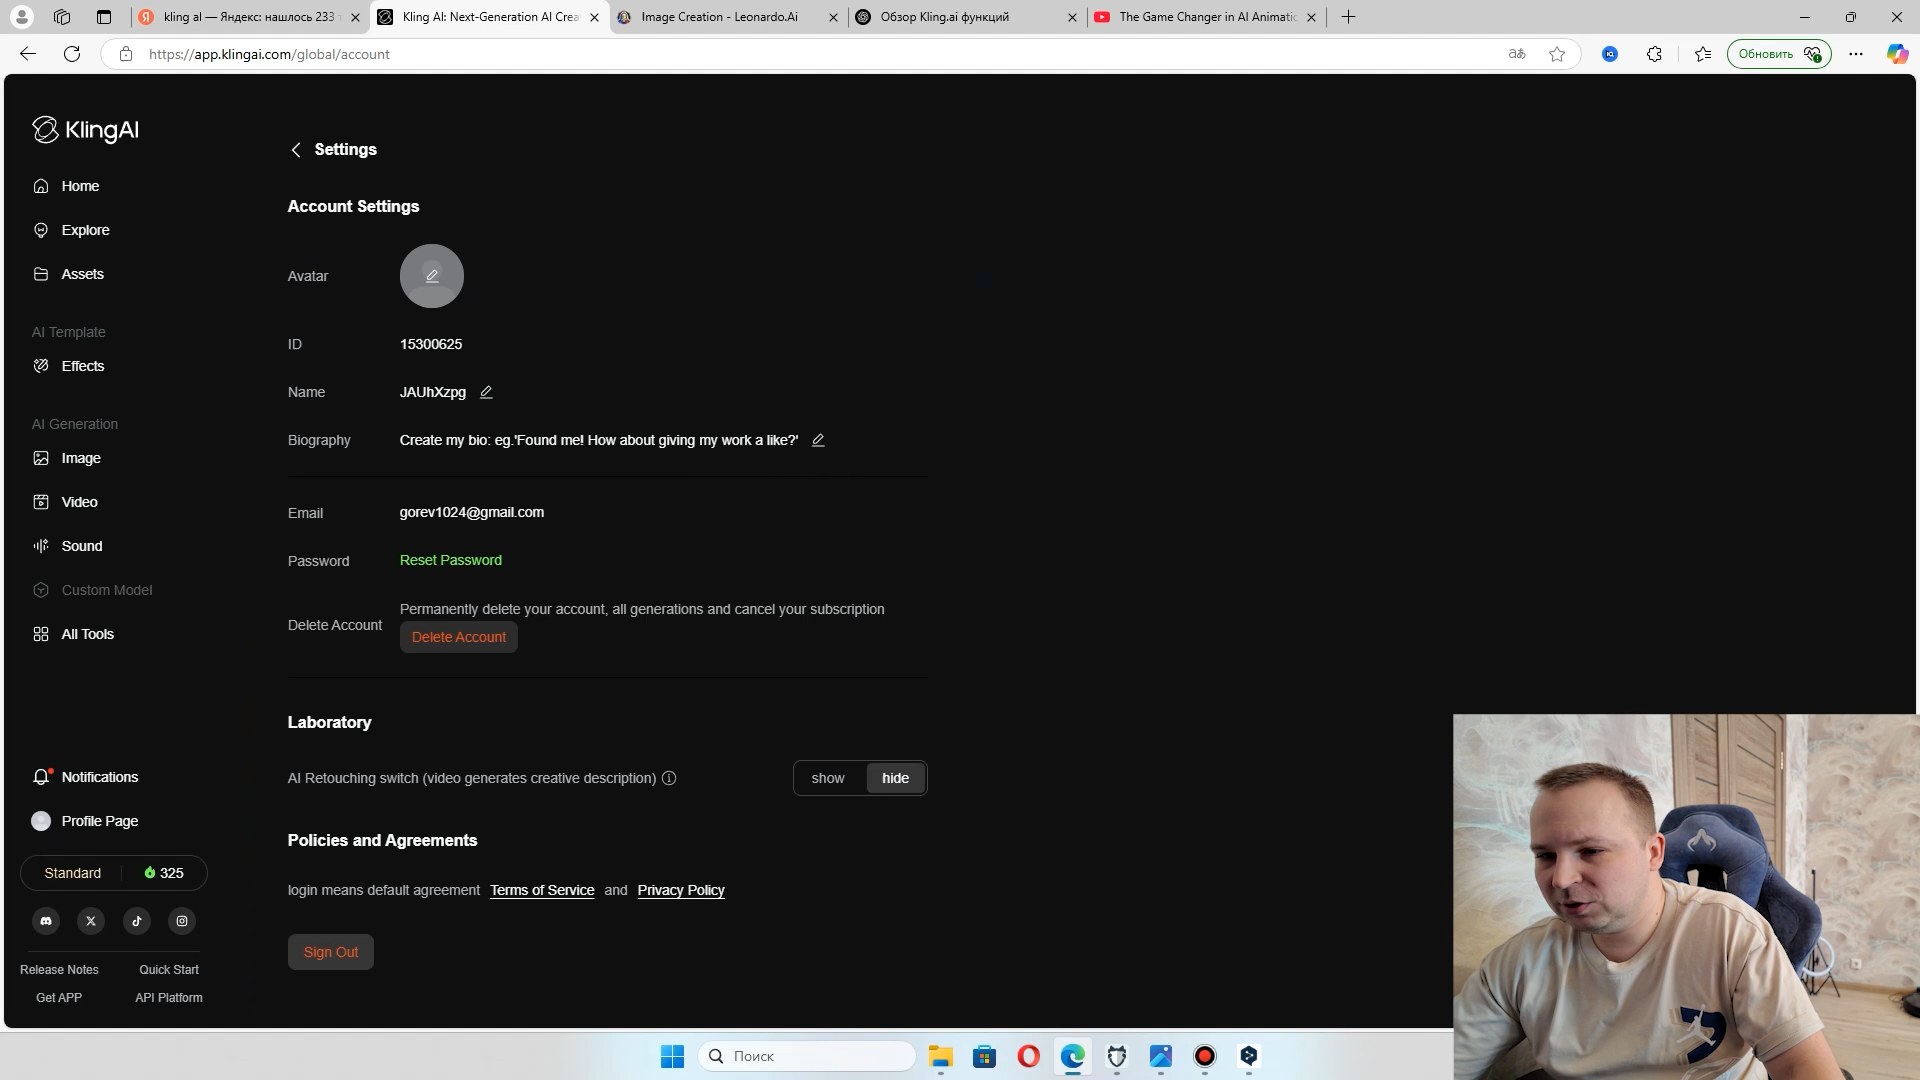 kling al — Яндекс: нашлось 233 т
Kling AI: Next-Generation AI Crea
Image Creation - Leonardo.Ai
Обзор Kling.ai функций
The Game Changer in AI Animatic
https://app.klingai.com/global/account
Обновить
KlingAI
Home
Explore
Assets
AI Template
Effects
AI Generation
Image
Video
Sound
Custom Model
All Tools
Notifications
Profile Page
Standard 325
Release Notes Quick Start
Get APP API Platform
Settings
Account Settings
Avatar
ID 15300625
Name JAUhXzpg
Biography Create my bio: eg.'Found me! How about giving my work a like?'
Email gorev1024@gmail.com
Password Reset Password
Permanently delete your account, all generations and cancel your subscription
Delete Account
Delete Account
Laboratory
AI Retouching switch (video generates creative description) show hide
Policies and Agreements
login means default agreement Terms of Service and Privacy Policy
Sign Out
Поиск